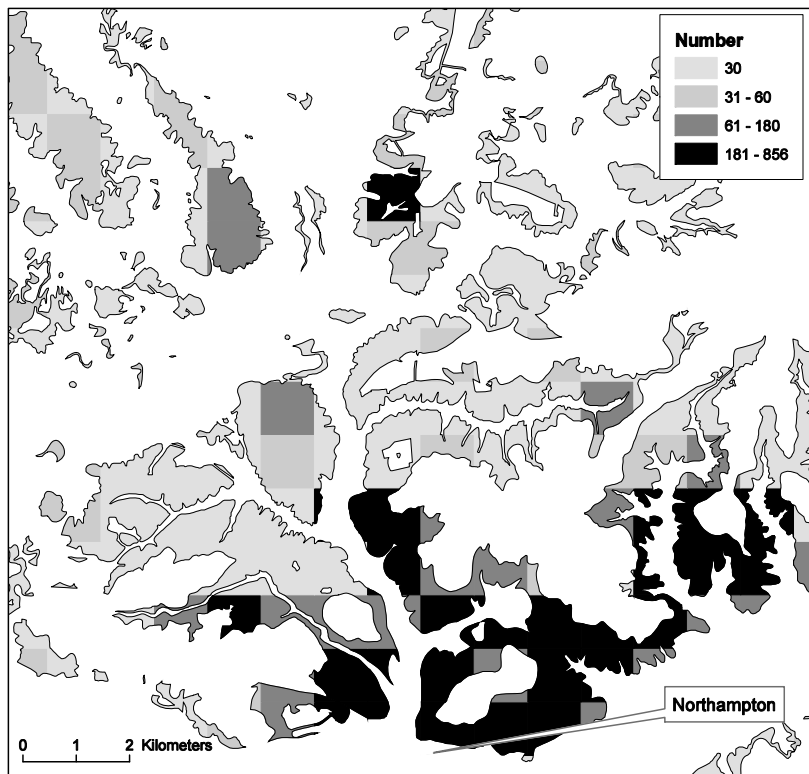 Number
30
31 - 60
61 - 180
181 - 856
Northampton
0 1 2 Kilometers